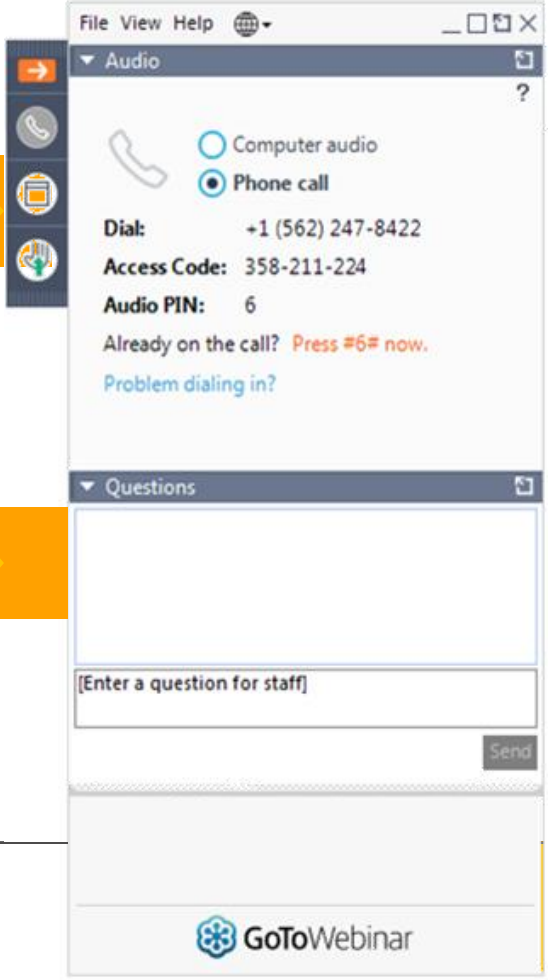 File View Help
Audio
?
Computer audio
Phone call
Dial: +1 (562) 247-8422
Access Code: 358-211-224
Audio PIN: 6
Already on the call? Press #6# now.
Problem dialing in?
Questions
[Enter a question for staff]
Send
GoToWebinar